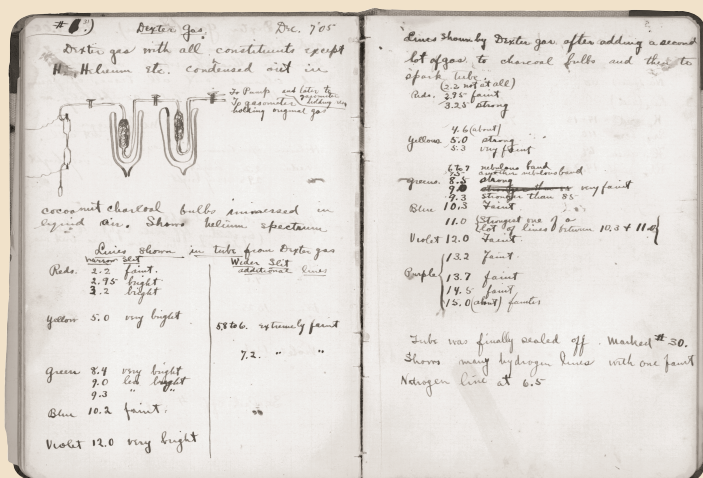 Dexter Gas. Dec. 7 '05
Dexter gas with all constituents except
H. Helium Etc. condensed out in
To Pump and later to
To gasometer
holding original gas
cocoanut charcoal bulbs immersed in
liquid air. Shows helium spectrum
Lines shown in tube from Dexter gas
Narrow Slit
Reds. 2.2 faint.
2.95 bright
3.2 bright
Yellow 5.0 very bright
Green 8.4 very bright
9.0 less bright
9.3 " "
Blue 10.2 faint.
Violet 12.0 very bright
Wider Slit
additional lines
5.8 to 6. extremely faint
7.2. " "
Lines Shown by Dexter gas after adding a second
lot of gas to charcoal bulbs and then to
spark tube.
(2.2 not at all)
Reds. 2.95 faint
3.25 strong
4.6 (about)
Yellows 5.0 strong
5.3 very faint
6 to 7 nebulous band
7.5 another nebulous band
Greens. 8.5 strong
9.0 very faint
9.3 stronger than 8.5
Blue 10.3 Faint
11.0 {Strongest one of a
lot of lines between 10.3 + 11.0}
Violet 12.0 Faint.
13.2 faint
Purple 13.7 faint
14.5 faint
15.0 (about) fainter
Tube was finally sealed off. Marked # 30.
Shows many hydrogen lines with one faint
Nitrogen line at 6.5